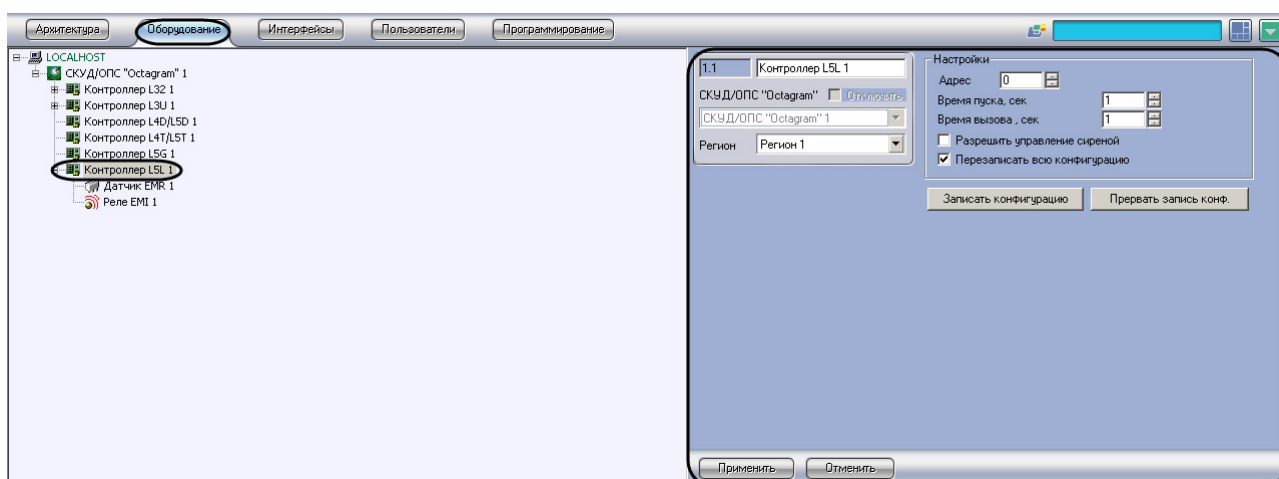 Архитектура Оборудование Интерфейсы Пользователи Программирование
LOCALHOST
СКУД/ОПС "Octagram" 1
Контроллер L32 1
Контроллер L3U 1
Контроллер L4D/L5D 1
Контроллер L4T/L5T 1
Контроллер L5G 1
Контроллер L5L 1
Датчик EMR 1
Реле EMI 1
1.1 Контроллер L5L 1
СКУД/ОПС "Octagram" Отключить
СКУД/ОПС "Octagram" 1
Регион Регион 1
Настройки
Адрес 0
Время пуска, сек 1
Время вызова , сек 1
Разрешить управление сиреной
Перезаписать всю конфигурацию
Записать конфигурацию Прервать запись конф.
Применить Отменить